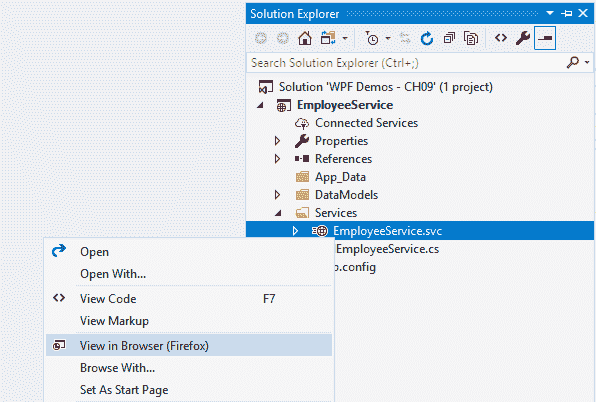 Solution Explorer
Search Solution Explorer (Ctrl+;)
Solution 'WPF Demos - CH09' (1 project)
EmployeeService
Connected Services
Properties
References
App_Data
DataModels
Services
EmployeeService.svc
EmployeeService.cs
.config
Open
Open With...
View Code F7
View Markup
View in Browser (Firefox)
Browse With...
Set As Start Page